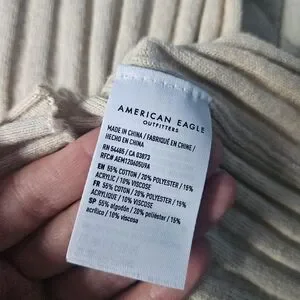 AMERICAN EAGLE
OUTFITTERS
MADE IN CHINA / FABRIQUÉ EN CHINE /
HECHO EN CHINA
RN 54485 / CA 03873
RFC# AEM120605UVA
EN 55% COTTON / 20% POLYESTER / 15%
ACRYLIC / 10% VISCOSE
FR 55% COTON / 20% POLYESTER / 15%
ACRYLIQUE / 10% VISCOSE
SP 55% algodón / 20% poliéster / 15%
acrílico / 10% viscosa